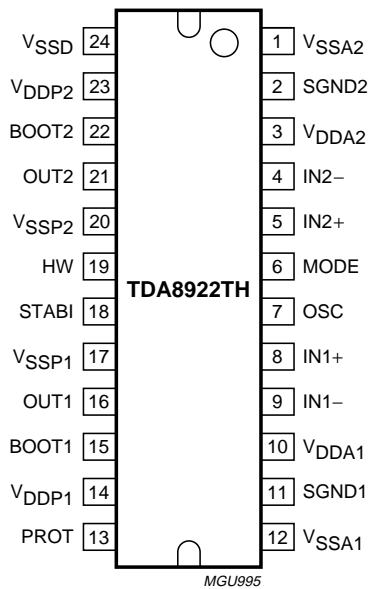 VSSD 24 1 VSSA2
VDDP2 23 2 SGND2
BOOT2 22 3 VDDA2
OUT2 21 4 IN2−
VSSP2 20 5 IN2+
HW 19 6 MODE
TDA8922TH
STABI 18 7 OSC
VSSP1 17 8 IN1+
OUT1 16 9 IN1−
BOOT1 15 10 VDDA1
VDDP1 14 11 SGND1
PROT 13 12 VSSA1
MGU995